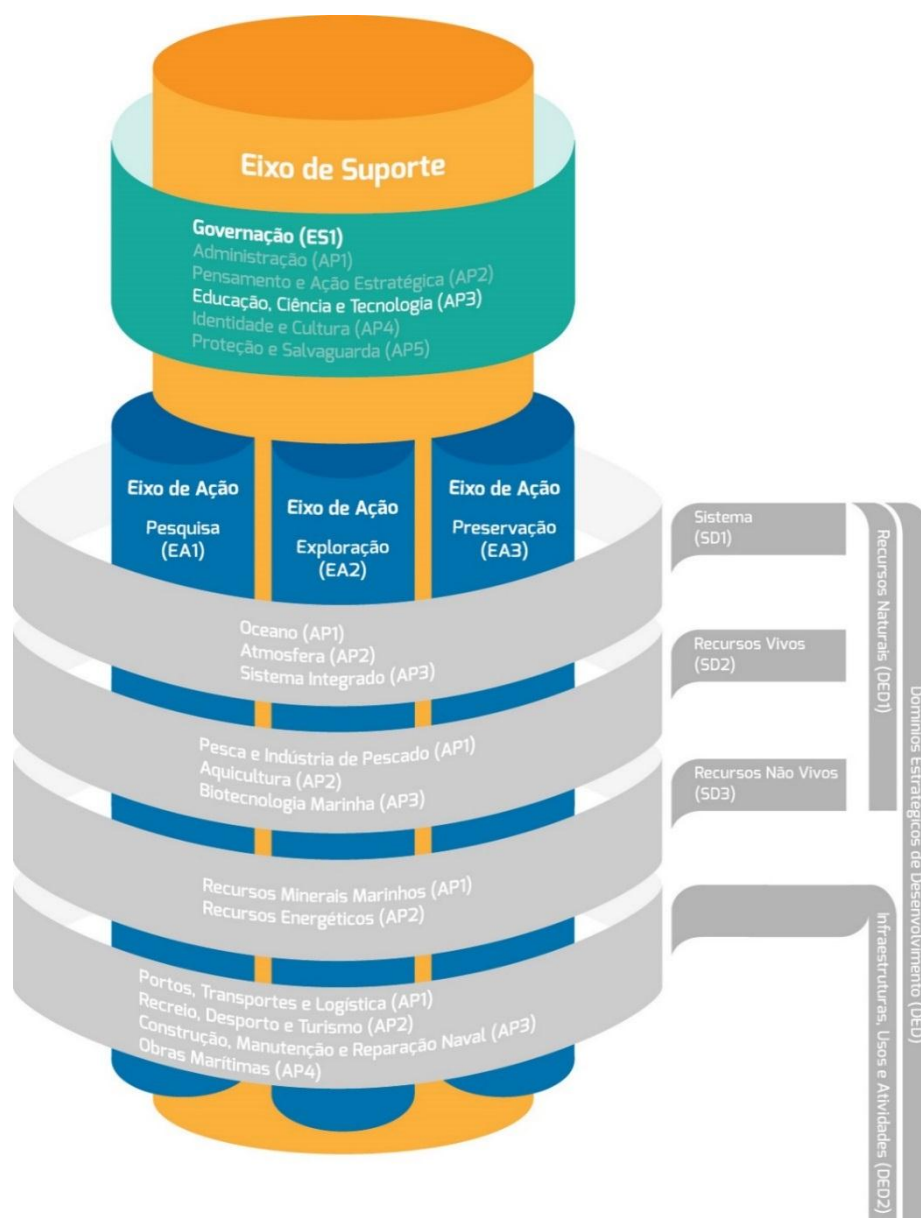 Eixo de Suporte
Governação (ES1)
Administração (AP1)
Pensamento e Ação Estratégica (AP2)
Educação, Ciência e Tecnologia (AP3)
Identidade e Cultura (AP4)
Proteção e Salvaguarda (AP5)
Eixo de Ação
Pesquisa
(EA1)
Eixo de Ação
Exploração
(EA2)
Eixo de Ação
Preservação
(EA3)
Oceano (AP1)
Atmosfera (AP2)
Sistema Integrado (AP3)
Pesca e Indústria de Pescado (AP1)
Aquicultura (AP2)
Biotecnologia Marinha (AP3)
Recursos Minerais Marinhos (AP1)
Recursos Energéticos (AP2)
Portos, Transportes e Logística (AP1)
Recreio, Desporto e Turismo (AP2)
Construção, Manutenção e Reparação Naval (AP3)
Obras Marítimas (AP4)
Sistema
(SD1)
Recursos Vivos
(SD2)
Recursos Não Vivos
(SD3)
Recursos Naturais (DED1)
Infraestruturas, Usos e Atividades (DED2)
Domínios Estratégicos de Desenvolvimento (DED)